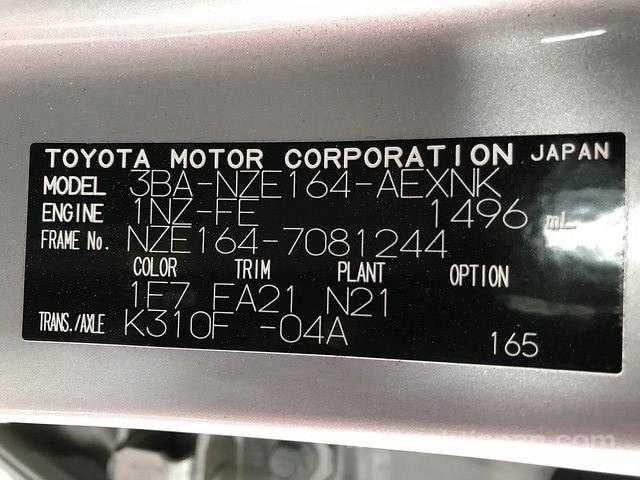 TOYOTA MOTOR CORPORATION JAPAN
MODEL 3BA-NZE164-AEXNK
ENGINE 1NZ-FE 1496 mL
FRAME No. NZE164-7081244
COLOR TRIM PLANT OPTION
1F7 FA21 N21
TRANS./AXLE K310F -04A 165